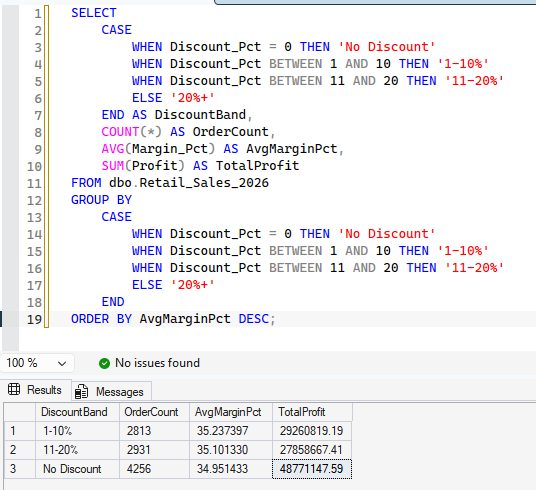 1 SELECT
2 CASE
3 WHEN Discount_Pct = 0 THEN 'No Discount'
4 WHEN Discount_Pct BETWEEN 1 AND 10 THEN '1-10%'
5 WHEN Discount_Pct BETWEEN 11 AND 20 THEN '11-20%'
6 ELSE '20%+'
7 END AS DiscountBand,
8 COUNT(*) AS OrderCount,
9 AVG(Margin_Pct) AS AvgMarginPct,
10 SUM(Profit) AS TotalProfit
11 FROM dbo.Retail_Sales_2026
12 GROUP BY
13 CASE
14 WHEN Discount_Pct = 0 THEN 'No Discount'
15 WHEN Discount_Pct BETWEEN 1 AND 10 THEN '1-10%'
16 WHEN Discount_Pct BETWEEN 11 AND 20 THEN '11-20%'
17 ELSE '20%+'
18 END
19 ORDER BY AvgMarginPct DESC;
100 % No issues found
Results Messages
DiscountBand OrderCount AvgMarginPct TotalProfit
1 1-10% 2813 35.237397 29260819.19
2 11-20% 2931 35.101330 27858667.41
3 No Discount 4256 34.951433 48771147.59